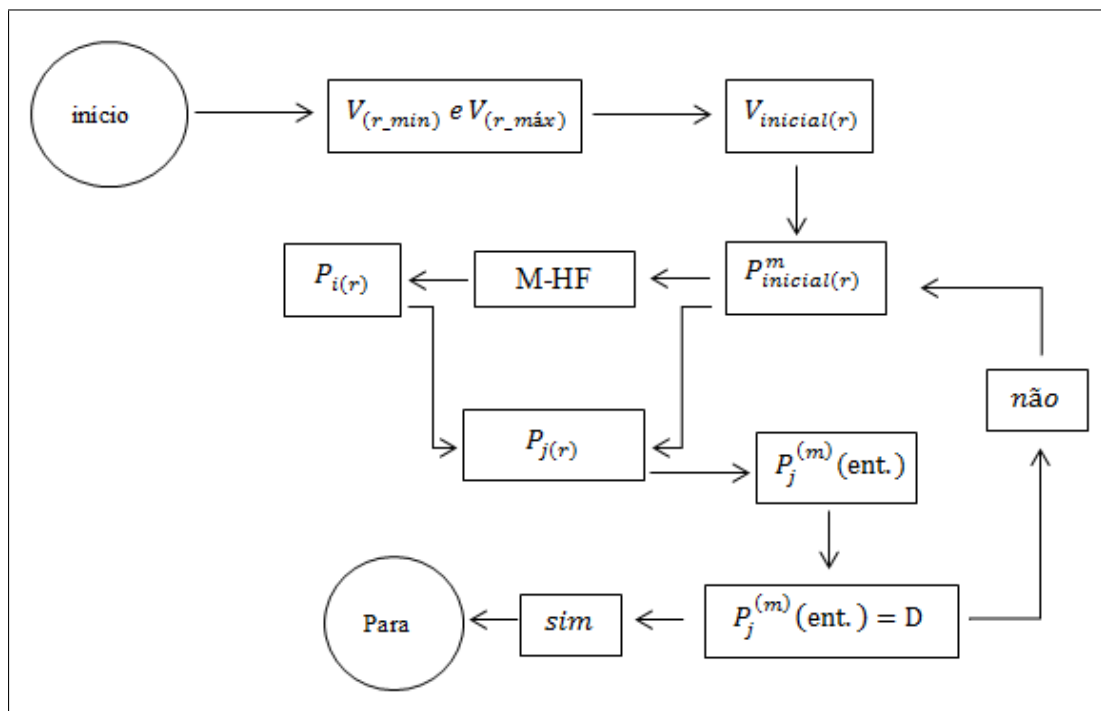 início
V(r_min) e V(r_máx)
Vinicial(r)
P^m inicial(r)
M-HF
Pi(r)
Pj(r)
Pj^(m)(ent.)
Pj^(m)(ent.) = D
não
sim
Para